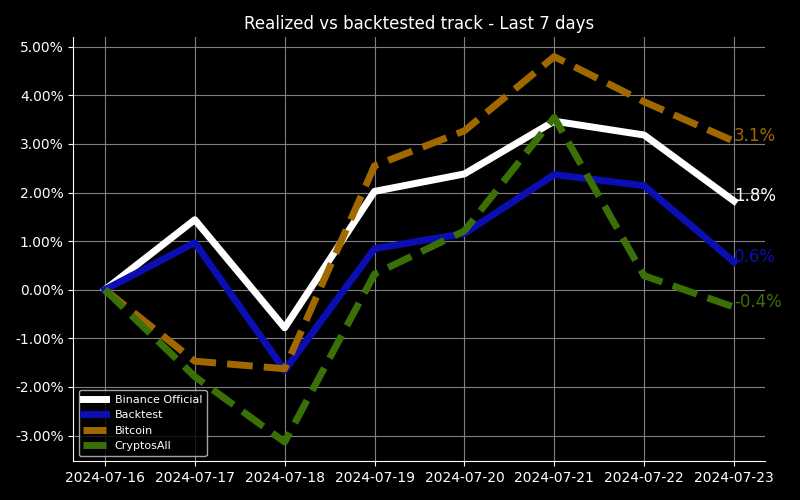 Realized vs backtested track - Last 7 days
5.00%
4.00%
3.00%
2.00%
1.00%
0.00%
-1.00%
-2.00%
-3.00%
3.1%
1.8%
0.6%
-0.4%
Binance Official
Backtest
Bitcoin
CryptosAll
2024-07-16 2024-07-17 2024-07-18 2024-07-19 2024-07-20 2024-07-21 2024-07-22 2024-07-23